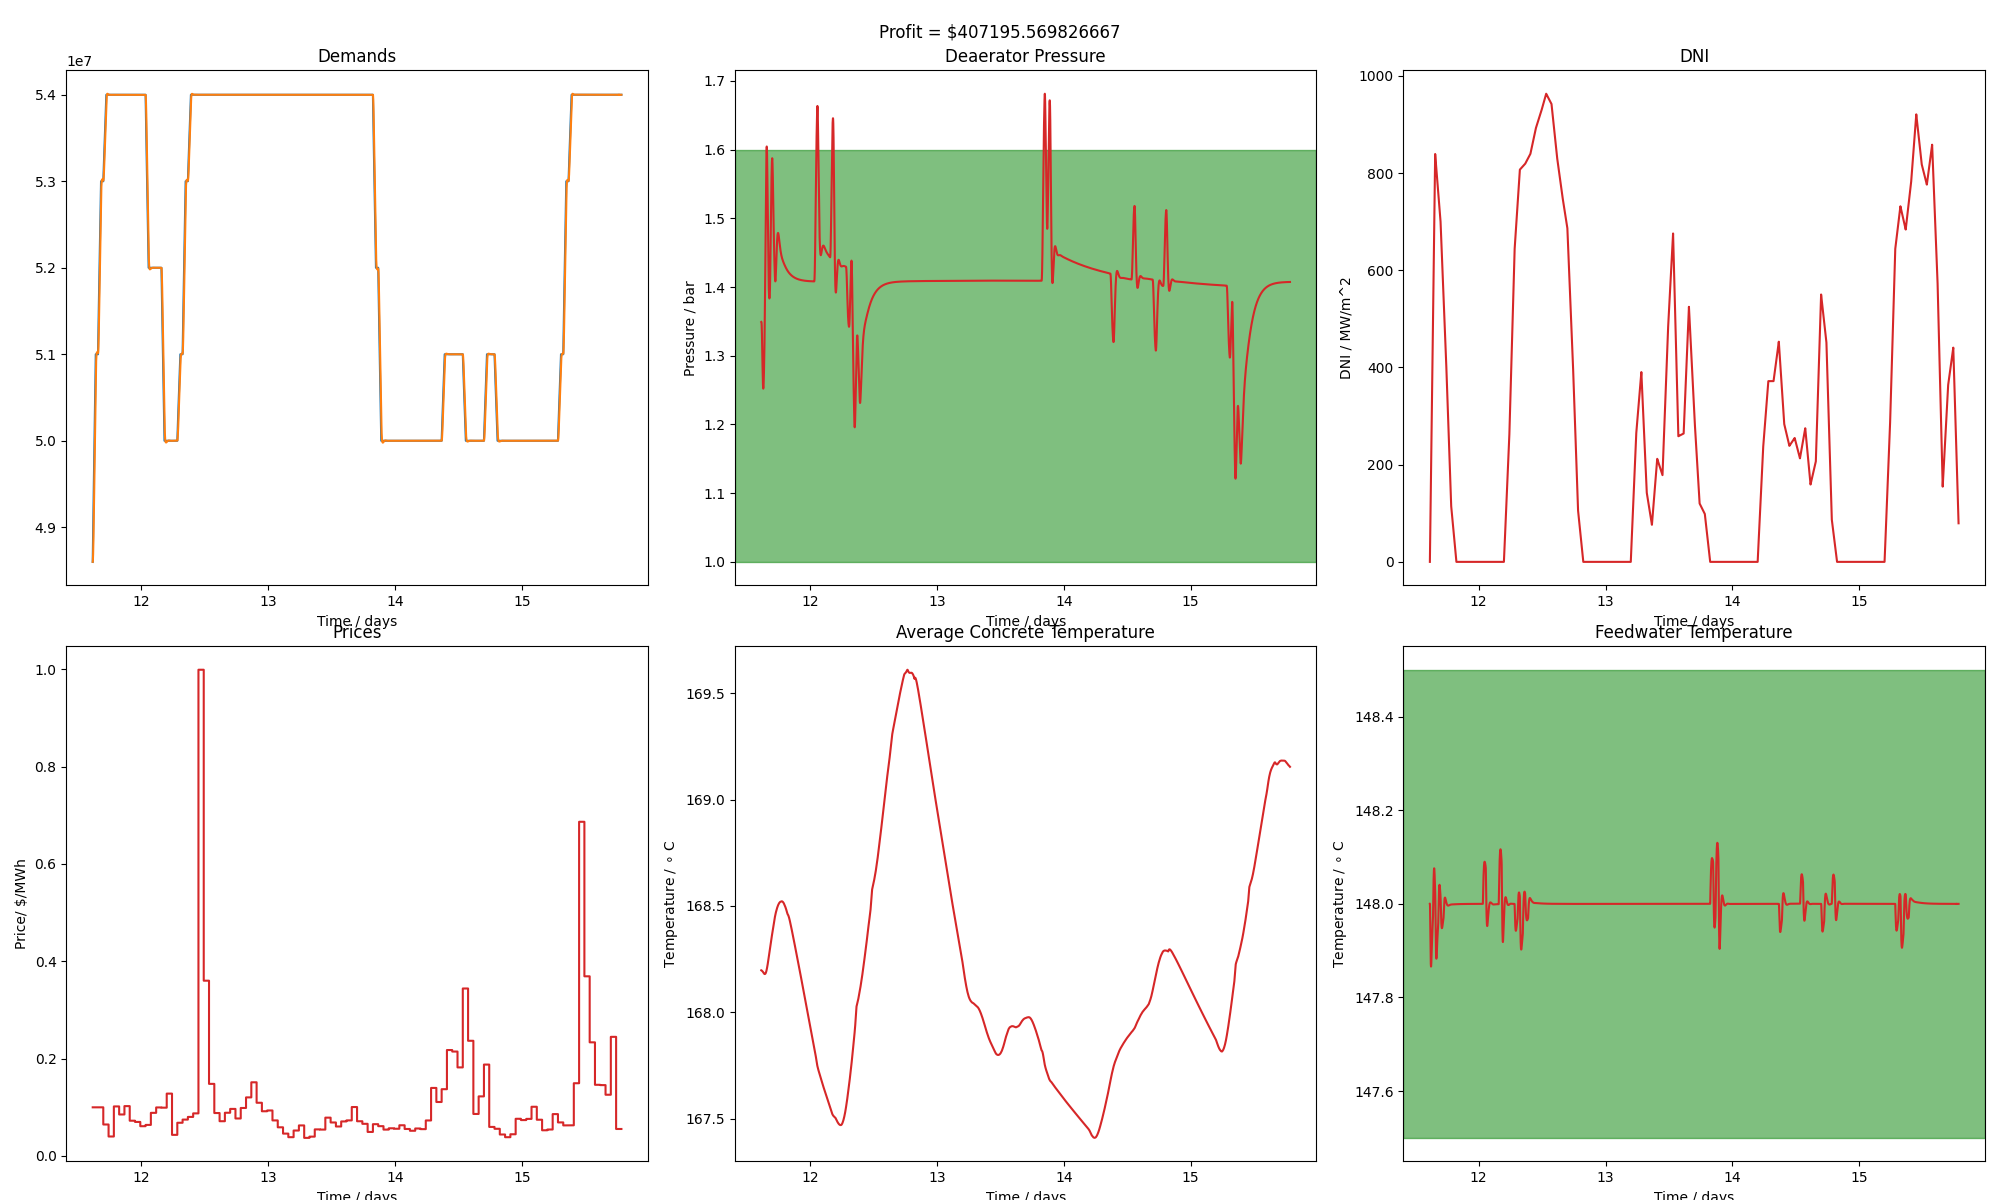 Profit = $407195.569826667
Demands
1e7
5.4
5.3
5.2
5.1
5.0
4.9
12 13 14 15
Time / days
Deaerator Pressure
Pressure / bar
1.7
1.6
1.5
1.4
1.3
1.2
1.1
1.0
12 13 14 15
Time / days
DNI
DNI / MW/m^2
1000
800
600
400
200
0
12 13 14 15
Time / days
Prices
Price/ $/MWh
1.0
0.8
0.6
0.4
0.2
0.0
12 13 14 15
Time / days
Average Concrete Temperature
Temperature / ∘ C
169.5
169.0
168.5
168.0
167.5
12 13 14 15
Time / days
Feedwater Temperature
Temperature / ∘ C
148.4
148.2
148.0
147.8
147.6
12 13 14 15
Time / days